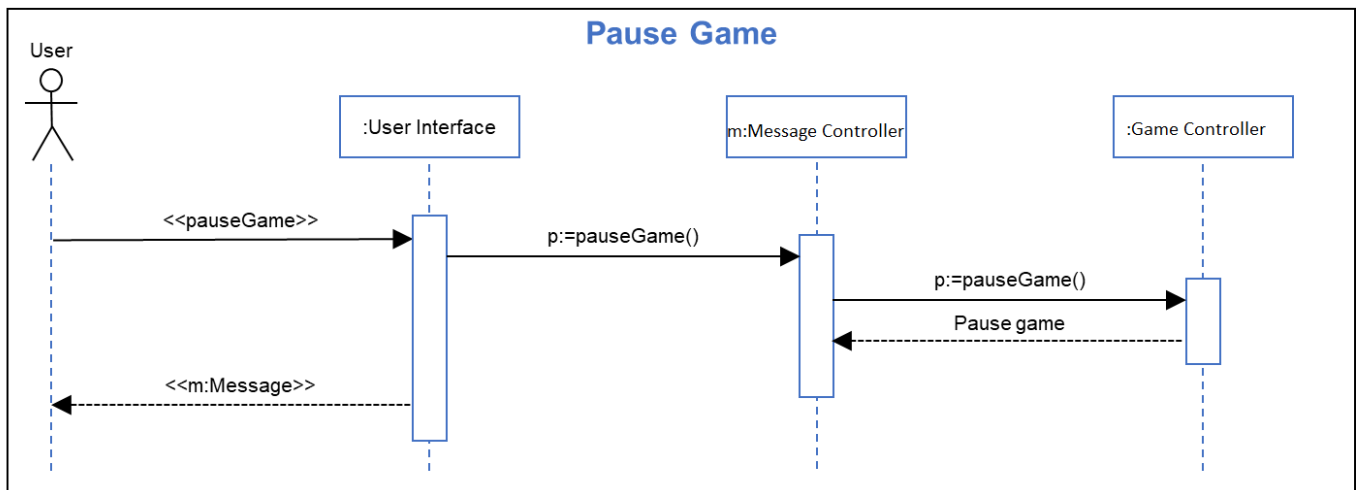 Pause Game
User
:User Interface
m:Message Controller
:Game Controller
<<pauseGame>>
p:=pauseGame()
p:=pauseGame()
Pause game
<<m:Message>>